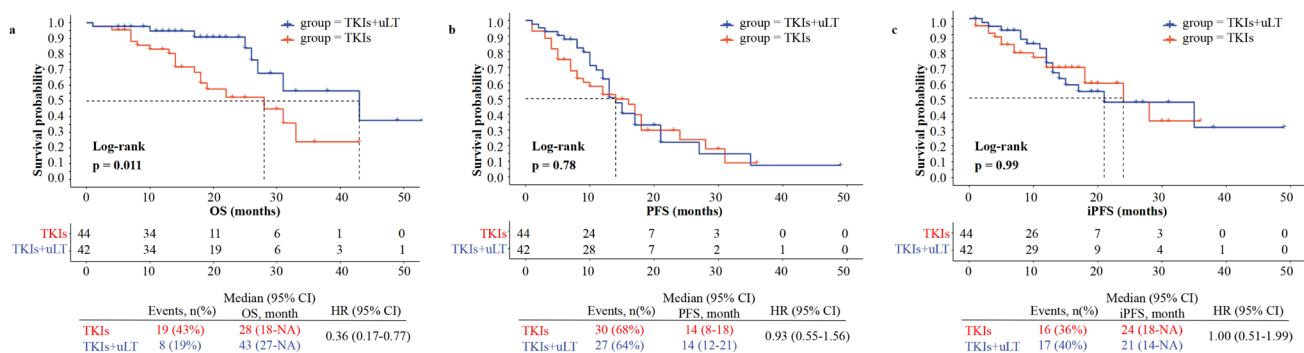 a
Survival probability
1.0
0.9
0.8
0.7
0.6
0.5
0.4
0.3
0.2
0.1
0.0
group = TKIs+uLT
group = TKIs
Log-rank
p = 0.011
0 10 20 30 40 50
OS (months)
TKIs 44 34 11 6 1 0
TKIs+uLT 42 34 19 6 3 1
0 10 20 30 40 50
Events, n(%) Median (95% CI) OS, month HR (95% CI)
TKIs 19 (43%) 28 (18-NA) 0.36 (0.17-0.77)
TKIs+uLT 8 (19%) 43 (27-NA)
b
Survival probability
1.0
0.9
0.8
0.7
0.6
0.5
0.4
0.3
0.2
0.1
0.0
group = TKIs+uLT
group = TKIs
Log-rank
p = 0.78
0 10 20 30 40 50
PFS (months)
TKIs 44 24 7 3 0 0
TKIs+uLT 42 28 7 2 1 0
0 10 20 30 40 50
Events, n(%) Median (95% CI) PFS, month HR (95% CI)
TKIs 30 (68%) 14 (8-18) 0.93 (0.55-1.56)
TKIs+uLT 27 (64%) 14 (12-21)
c
Survival probability
1.0
0.9
0.8
0.7
0.6
0.5
0.4
0.3
0.2
0.1
0.0
group = TKIs+uLT
group = TKIs
Log-rank
p = 0.99
0 10 20 30 40 50
iPFS (months)
TKIs 44 26 7 3 0 0
TKIs+uLT 42 29 9 4 1 0
0 10 20 30 40 50
Events, n(%) Median (95% CI) iPFS, month HR (95% CI)
TKIs 16 (36%) 24 (18-NA) 1.00 (0.51-1.99)
TKIs+uLT 17 (40%) 21 (14-NA)